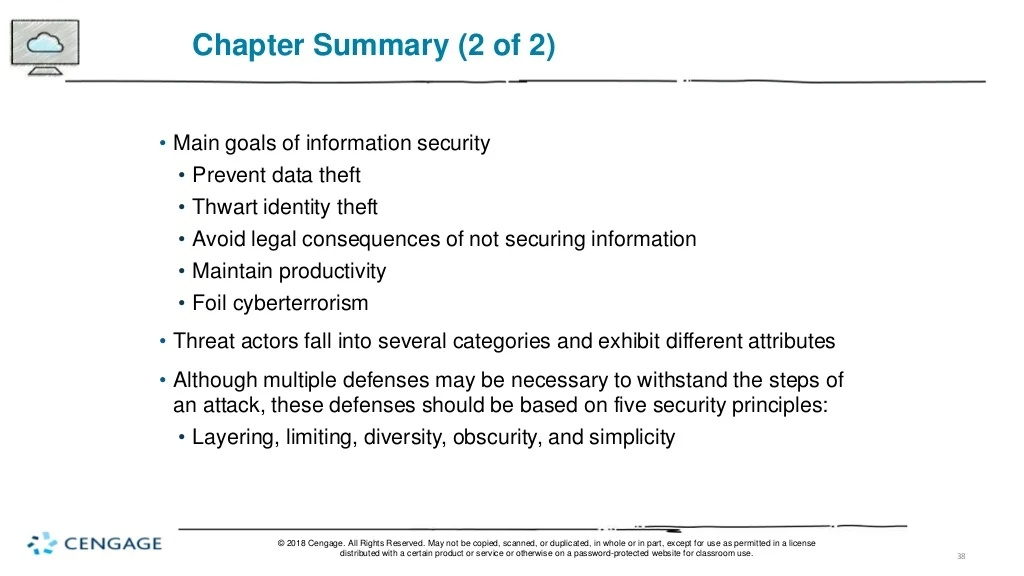 Chapter Summary (2 of 2)
• Main goals of information security
• Prevent data theft
• Thwart identity theft
• Avoid legal consequences of not securing information
• Maintain productivity
• Foil cyberterrorism
• Threat actors fall into several categories and exhibit different attributes
• Although multiple defenses may be necessary to withstand the steps of
an attack, these defenses should be based on five security principles:
• Layering, limiting, diversity, obscurity, and simplicity
CENGAGE
© 2018 Cengage. All Rights Reserved. May not be copied, scanned, or duplicated, in whole or in part, except for use as permitted in a license
distributed with a certain product or service or otherwise on a password-protected website for classroom use.
38